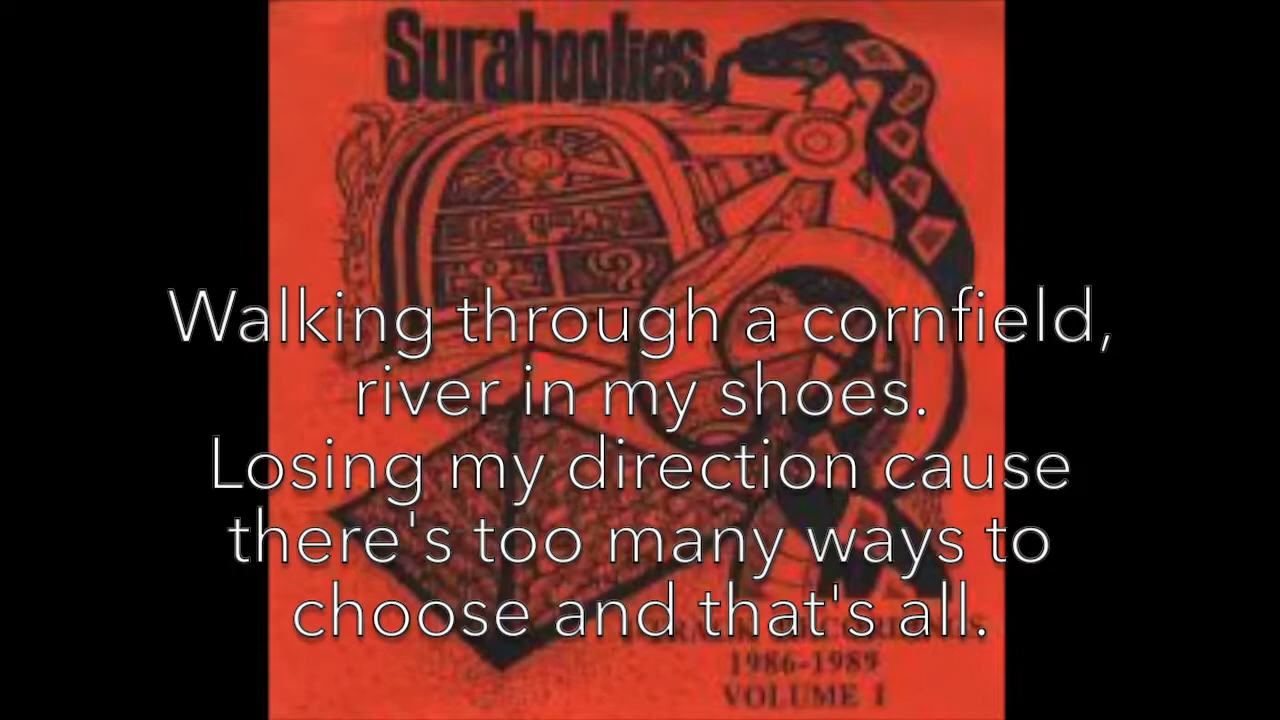 Surahoolies
Walking through a cornfield,
river in my shoes.
Losing my direction cause
there's too many ways to
choose and that's all.
1986-1989
VOLUME 1